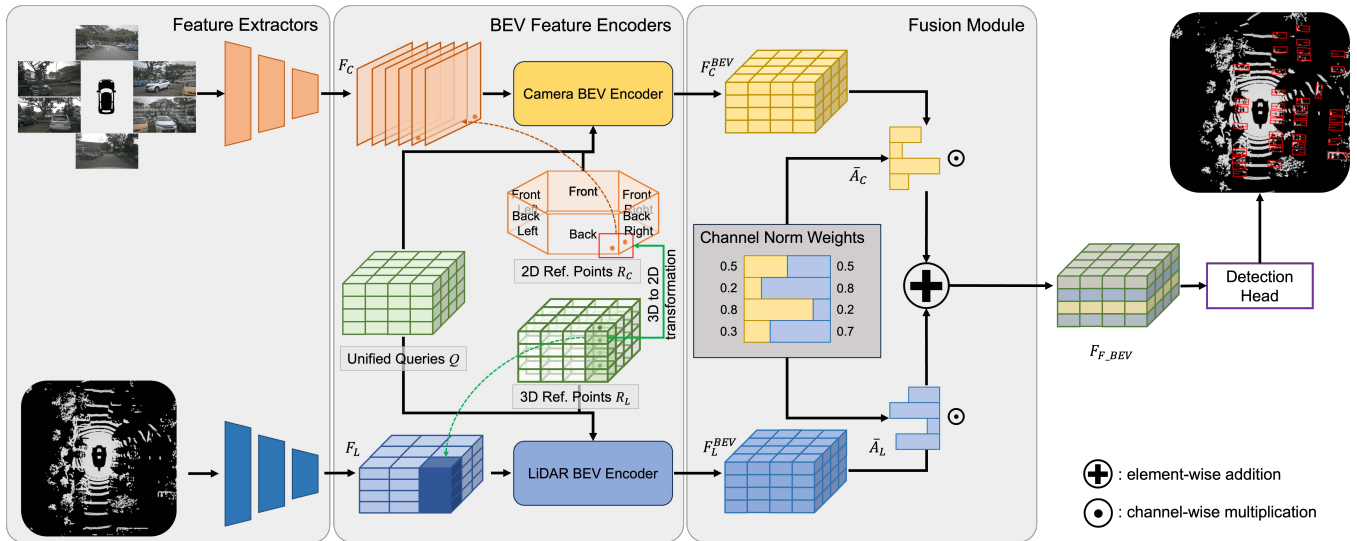 Feature Extractors
BEV Feature Encoders
Fusion Module
F_C
Camera BEV Encoder
F_C^{BEV}
Ā_C
Front Left
Front
Front Right
Back Left
Back
Back Right
2D Ref. Points R_C
3D to 2D
transformation
Channel Norm Weights
0.5 0.5
0.2 0.8
0.8 0.2
0.3 0.7
Detection
Head
F_{F_BEV}
Unified Queries Q
3D Ref. Points R_L
F_L
LiDAR BEV Encoder
F_L^{BEV}
Ā_L
: element-wise addition
: channel-wise multiplication